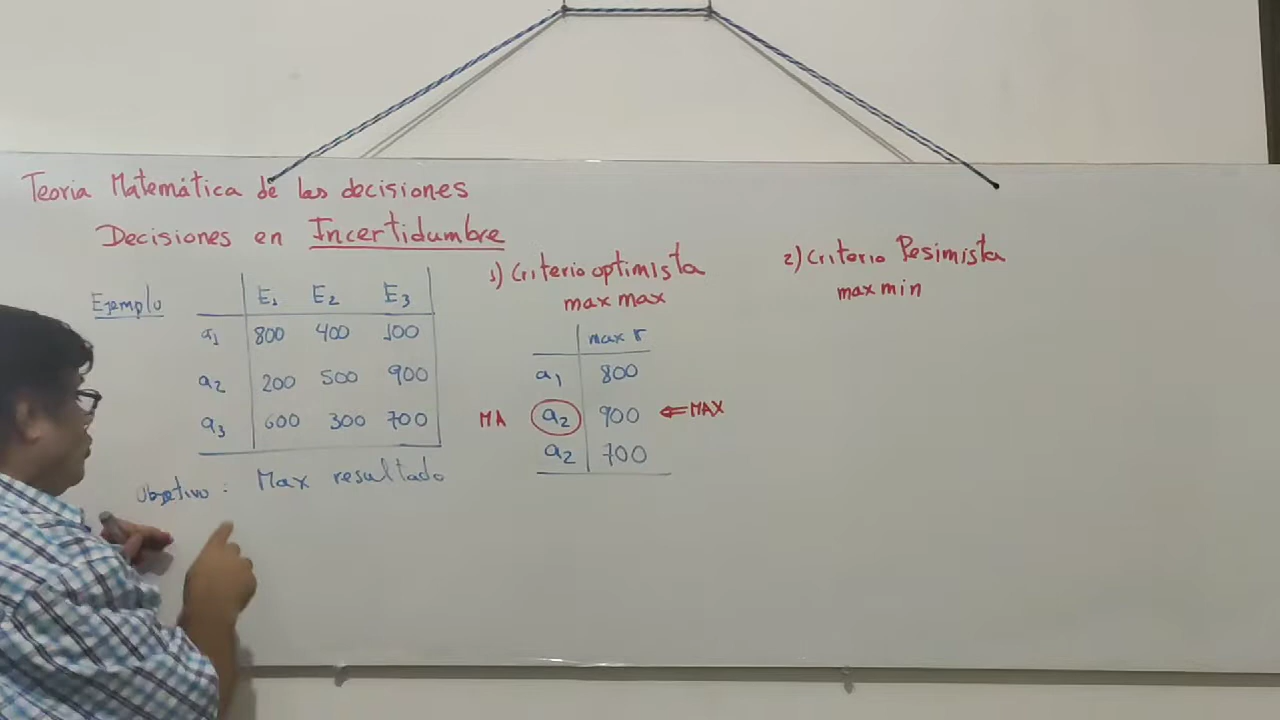 Teoria Matemática de las decisiones
Decisiones en Incertidumbre
Ejemplo
E1 E2 E3
a1 800 400 100
a2 200 500 900
a3 600 300 700
Objetivo: Max resultado
1) Criterio optimista
max max
max r
a1 800
MA a2 900 ⇐ MAX
a2 700
2) Criterio Pesimista
max min